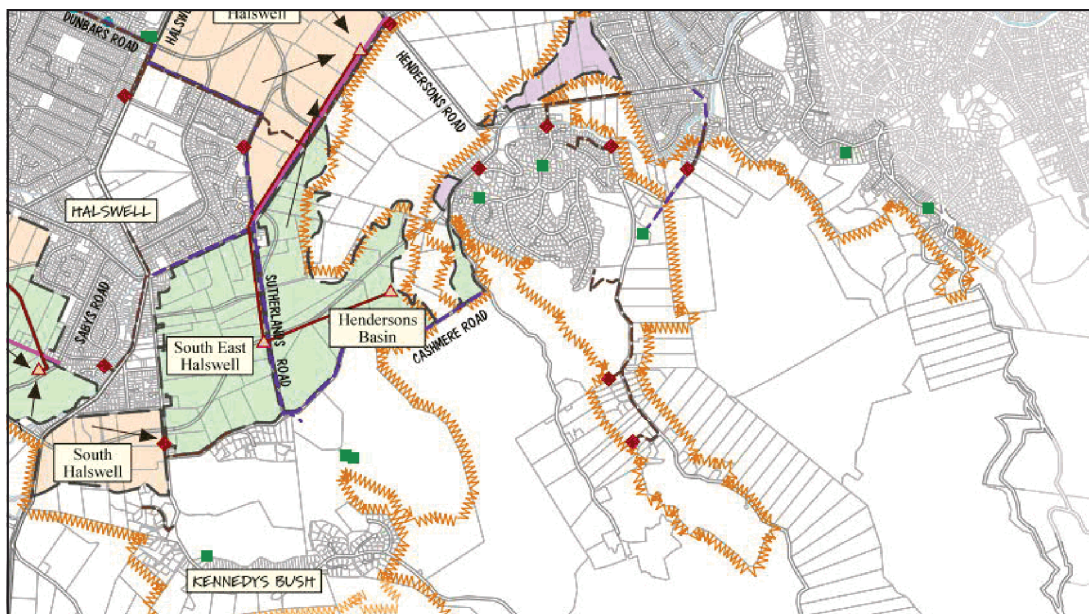 DUNBARS ROAD
HALSWE
Halswell
HENDERSONS ROAD
HALSWELL
SABYS ROAD
SUTHERLANDS ROAD
Hendersons
Basin
CASHMERE ROAD
South East
Halswell
South
Halswell
KENNEDYS BUSH